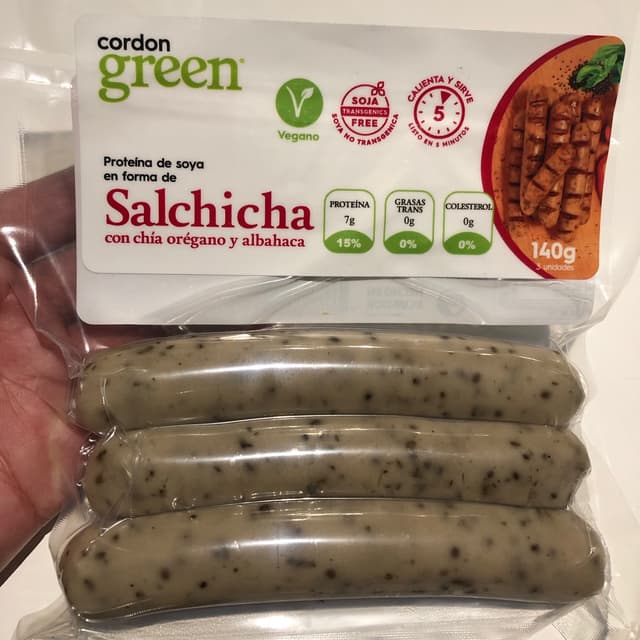 cordon
green®
Vegano
SOJA
TRANSGENICS
FREE
SOYA NO TRANSGENICA
CALIENTA Y SIRVE
5
LISTO EN 5 MINUTOS
Proteína de soya
en forma de
Salchicha
con chía orégano y albahaca
PROTEÍNA
7g
15%
GRASAS
TRANS
0g
0%
COLESTEROL
0g
0%
140g
3 unidades